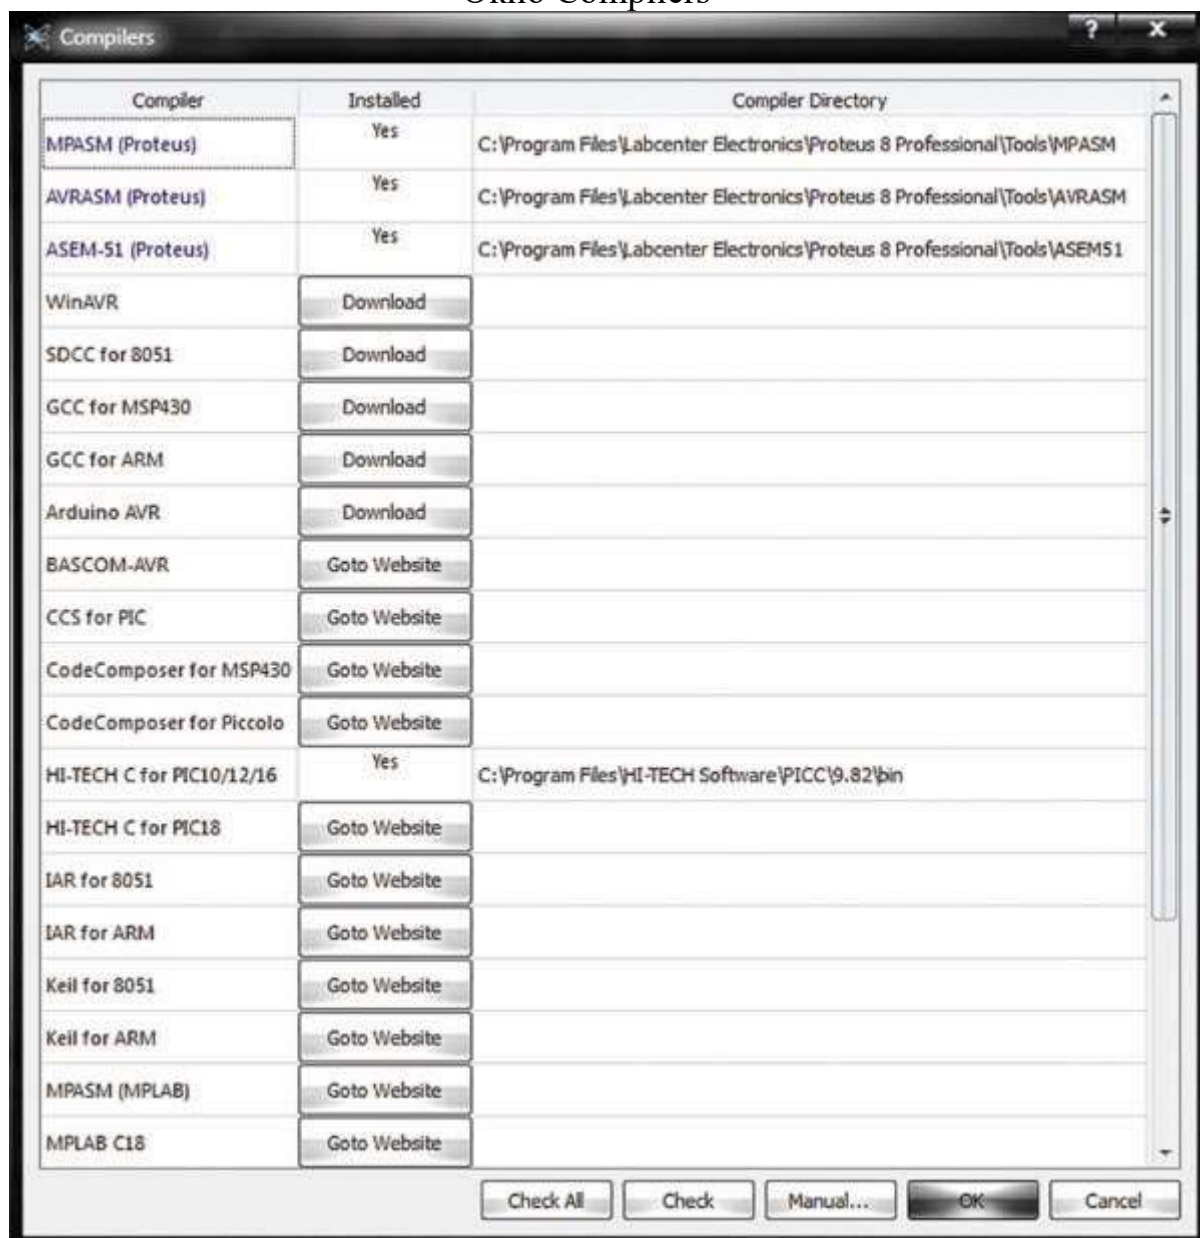 Окно Compilers
Compilers ? x
Compiler Installed Compiler Directory
MPASM (Proteus) Yes C:\Program Files\Labcenter Electronics\Proteus 8 Professional\Tools\MPASM
AVRASM (Proteus) Yes C:\Program Files\Labcenter Electronics\Proteus 8 Professional\Tools\AVRASM
ASEM-51 (Proteus) Yes C:\Program Files\Labcenter Electronics\Proteus 8 Professional\Tools\ASEM51
WinAVR Download
SDCC for 8051 Download
GCC for MSP430 Download
GCC for ARM Download
Arduino AVR Download
BASCOM-AVR Goto Website
CCS for PIC Goto Website
CodeComposer for MSP430 Goto Website
CodeComposer for Piccolo Goto Website
HI-TECH C for PIC10/12/16 Yes C:\Program Files\HI-TECH Software\PICC\9.82\bin
HI-TECH C for PIC18 Goto Website
IAR for 8051 Goto Website
IAR for ARM Goto Website
Keil for 8051 Goto Website
Keil for ARM Goto Website
MPASM (MPLAB) Goto Website
MPLAB C18 Goto Website
Check All Check Manual... OK Cancel